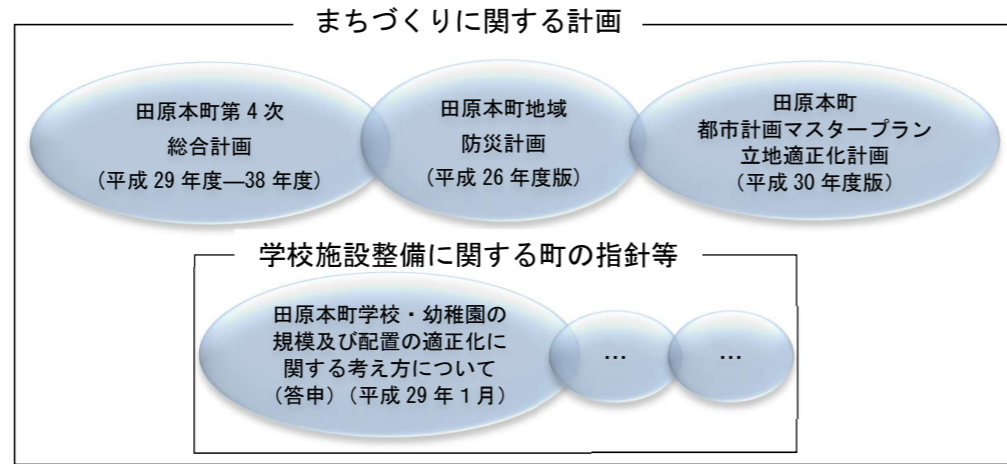 まちづくりに関する計画
田原本町第4次
総合計画
(平成29年度―38年度)
田原本町地域
防災計画
(平成26年度版)
田原本町
都市計画マスタープラン
立地適正化計画
(平成30年度版)
学校施設整備に関する町の指針等
田原本町学校・幼稚園の
規模及び配置の適正化に
関する考え方について
(答申)(平成29年1月)
…
…